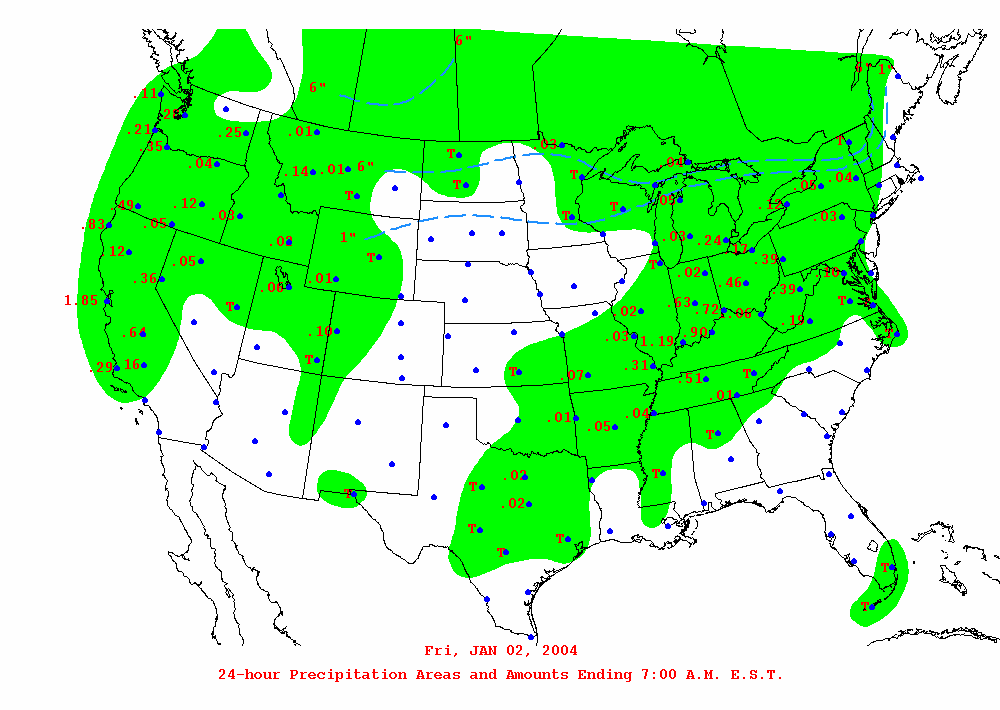 6"
6" 1"
6"
.11
.28
.21
.25
.01
.35
.03
T
T
.04
.04
.14
.01
6"
T
.04
T
T
.05
.49
.12
T
.09
.12
.03
T
T
.03
.83
.05
1"
.08
.03
.24
.17
.12
.05
T
T
.39
.36
.01
.02
.46
.10
.06
.39
1.85
T
.63
.72
1.06
T
.02
.64
.10
.19
T
.03
1.19
.90
.29
.16
T
T
.07
.31
.51
T
.01
.01
.05
.04
T
T
.02
T
T
.02
T
T
T
T
T
Fri, JAN 02, 2004
24-hour Precipitation Areas and Amounts Ending 7:00 A.M. E.S.T.